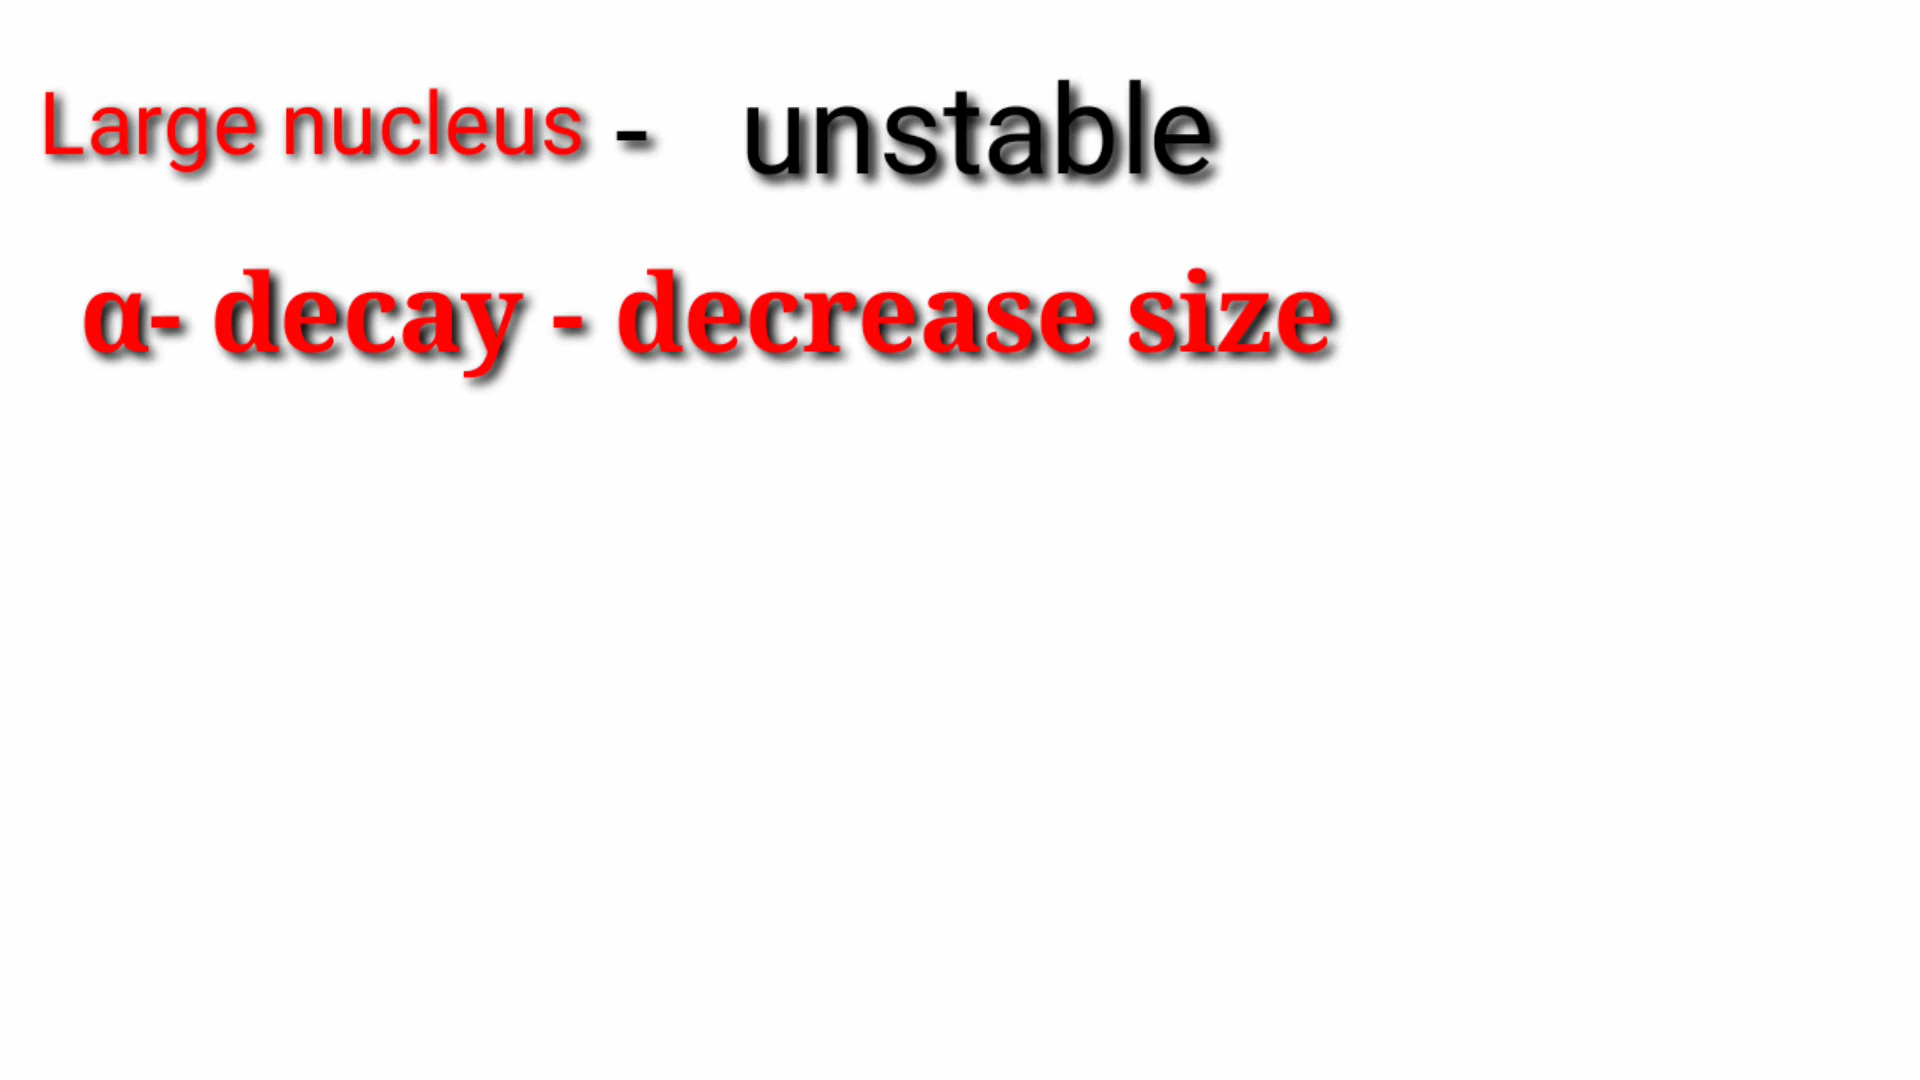 Large nucleus - unstable
α- decay - decrease size